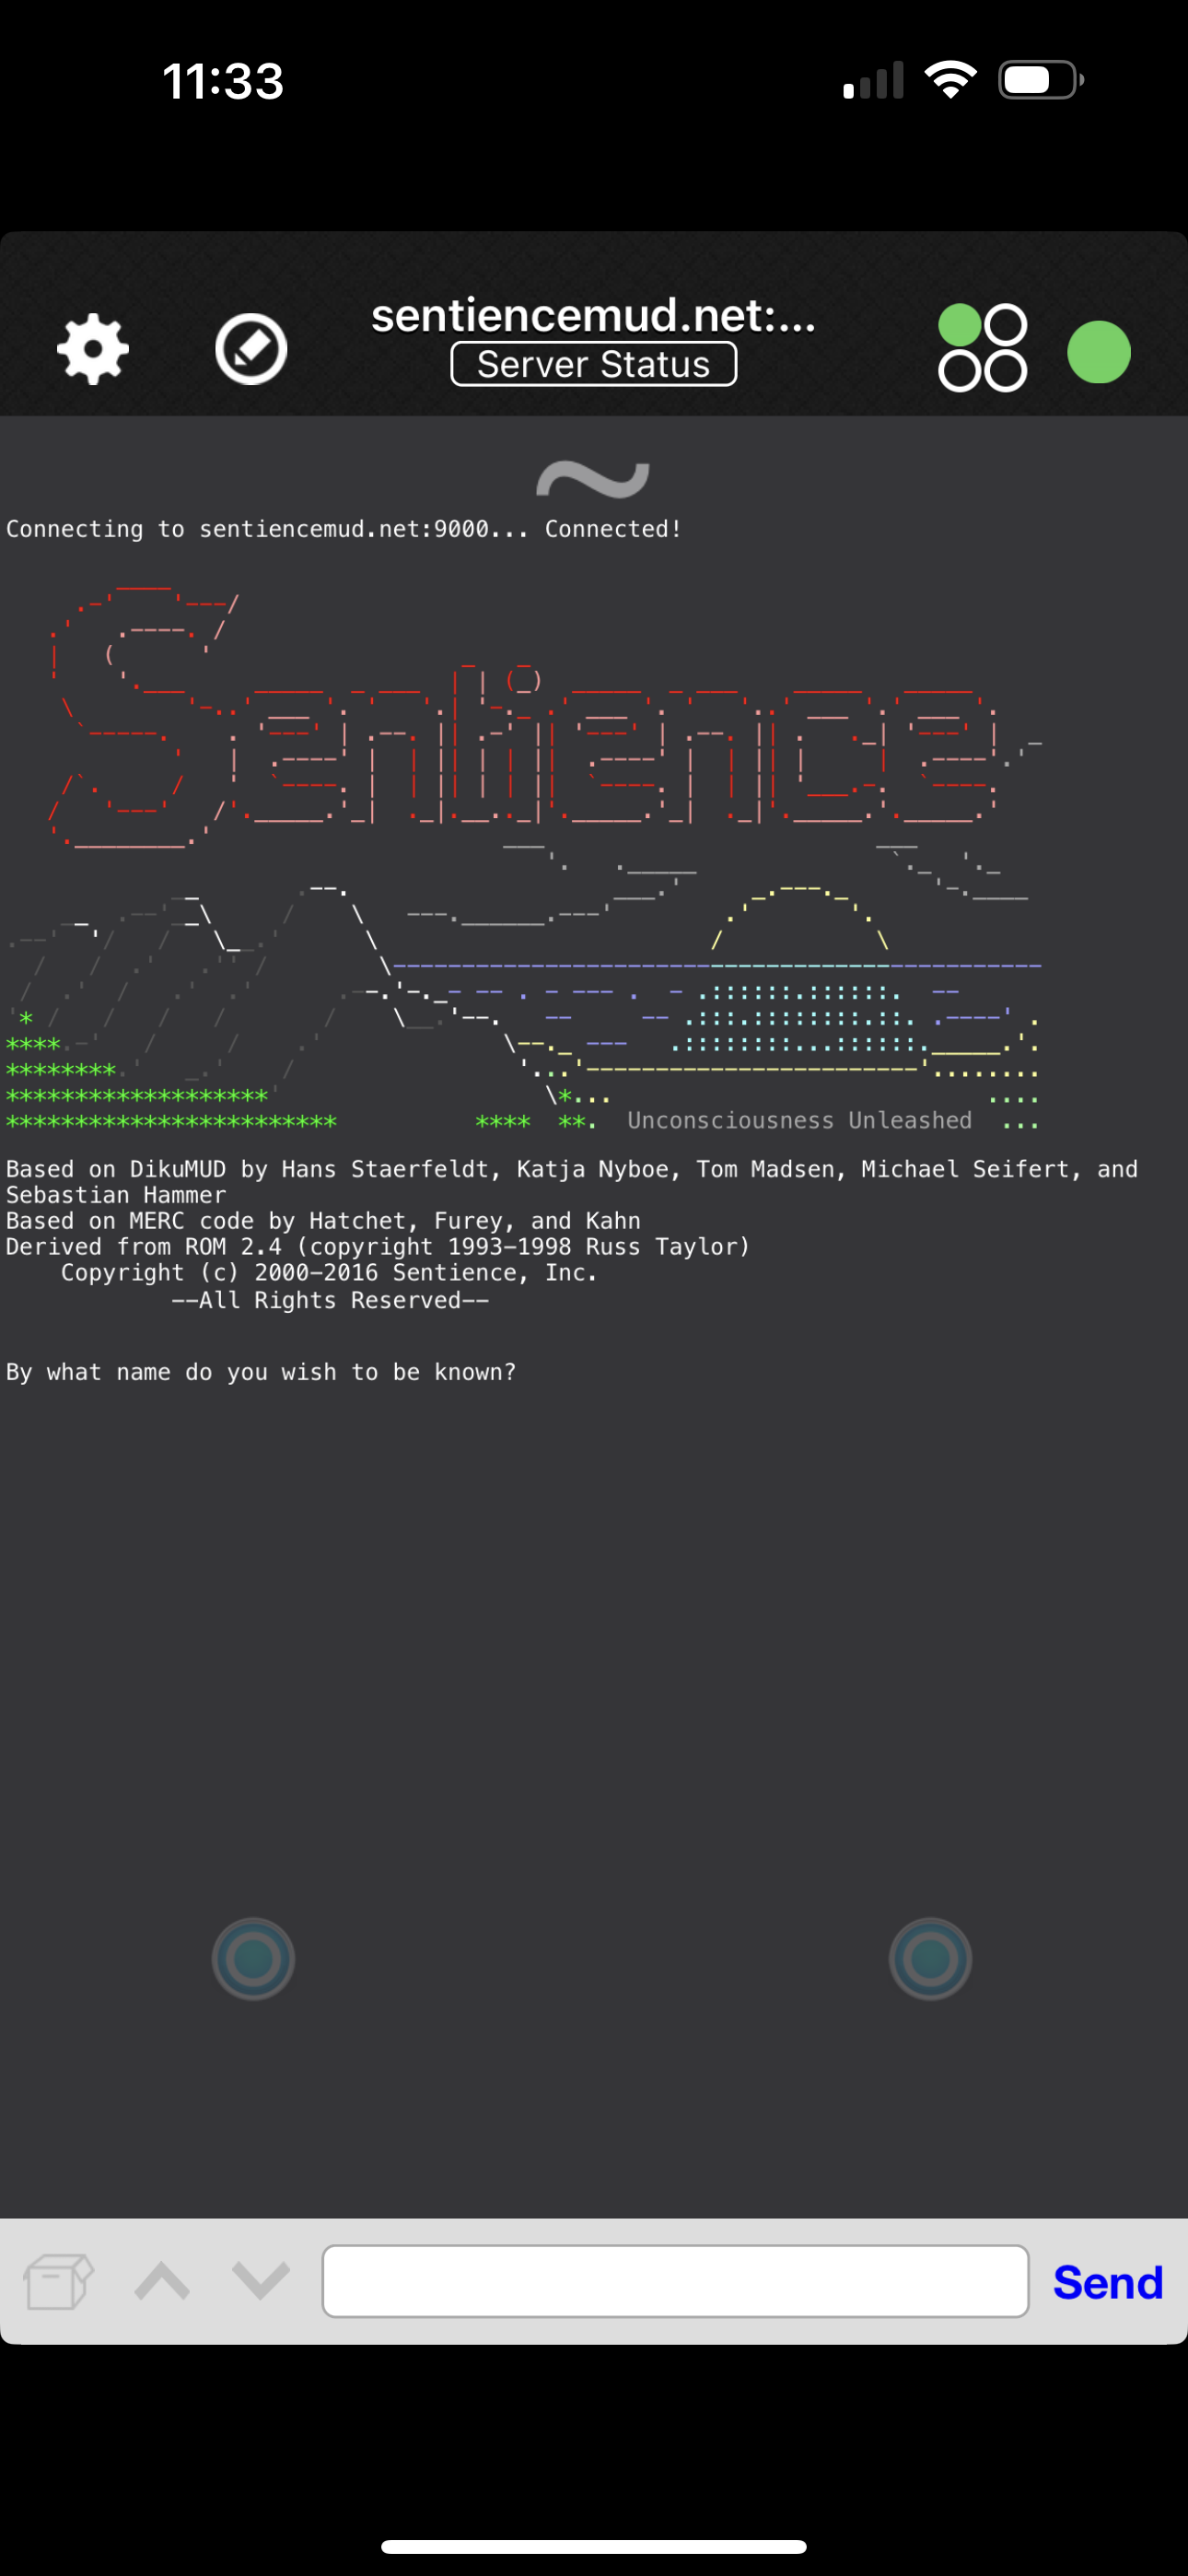 11:33
sentiencemud.net:...
Server Status
Connecting to sentiencemud.net:9000... Connected!
Sentience
Unconsciousness Unleashed
Based on DikuMUD by Hans Staerfeldt, Katja Nyboe, Tom Madsen, Michael Seifert, and
Sebastian Hammer
Based on MERC code by Hatchet, Furey, and Kahn
Derived from ROM 2.4 (copyright 1993-1998 Russ Taylor)
Copyright (c) 2000-2016 Sentience, Inc.
--All Rights Reserved--
By what name do you wish to be known?
Send